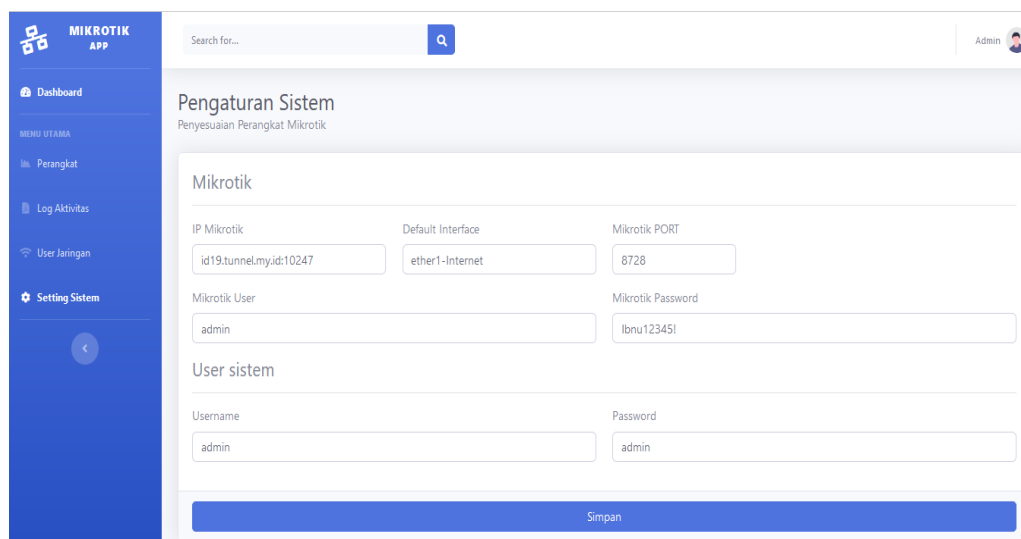 MIKROTIK
APP
Search for...
Admin
Dashboard
MENU UTAMA
Perangkat
Log Aktivitas
User Jaringan
Setting Sistem
Pengaturan Sistem
Penyesuaian Perangkat Mikrotik
Mikrotik
IP Mikrotik Default Interface Mikrotik PORT
id19.tunnel.my.id:10247 ether1-Internet 8728
Mikrotik User Mikrotik Password
admin Ibnu12345!
User sistem
Username Password
admin admin
Simpan